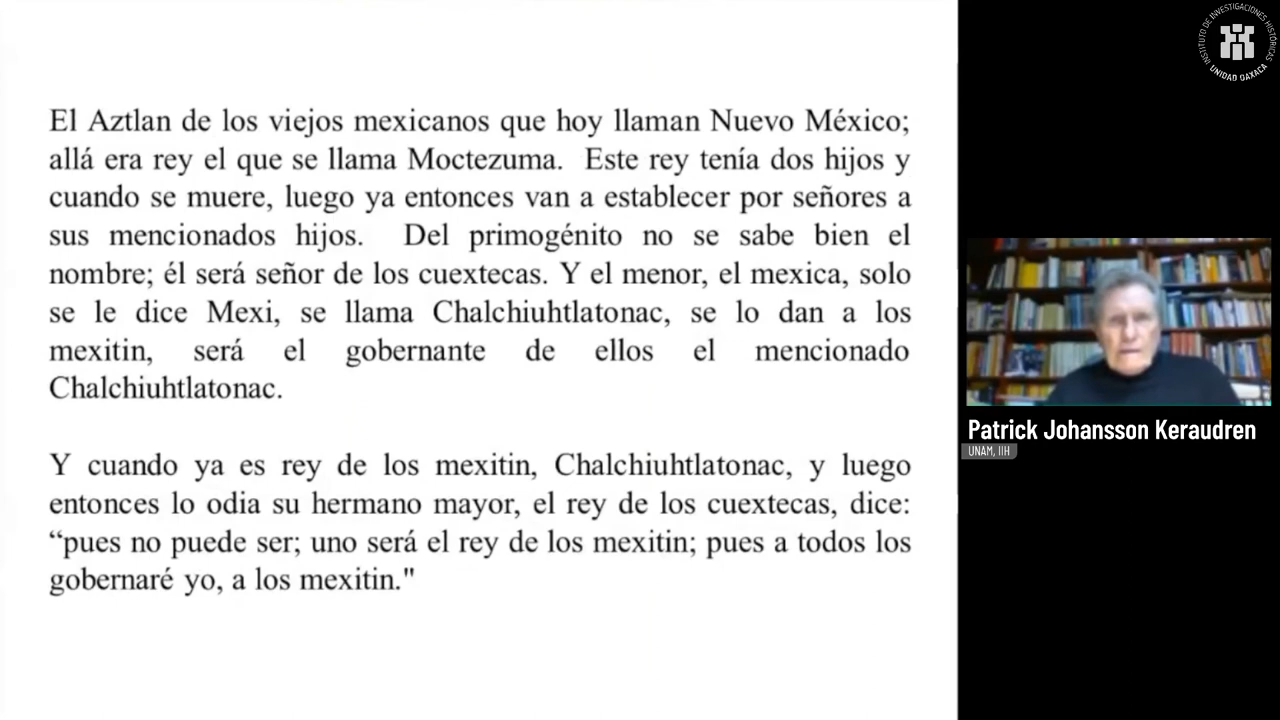 El Aztlan de los viejos mexicanos que hoy llaman Nuevo México;
allá era rey el que se llama Moctezuma.  Este rey tenía dos hijos y
cuando se muere, luego ya entonces van a establecer por señores a
sus mencionados hijos.  Del primogénito no se sabe bien el
nombre; él será señor de los cuextecas. Y el menor, el mexica, solo
se le dice Mexi, se llama Chalchiuhtlatonac, se lo dan a los
mexitin, será el gobernante de ellos el mencionado
Chalchiuhtlatonac.
Y cuando ya es rey de los mexitin, Chalchiuhtlatonac, y luego
entonces lo odia su hermano mayor, el rey de los cuextecas, dice:
“pues no puede ser; uno será el rey de los mexitin; pues a todos los
gobernaré yo, a los mexitin."
INSTITUTO DE INVESTIGACIONES HISTÓRICAS
UNIDAD OAXACA
Patrick Johansson Keraudren
UNAM, IIH